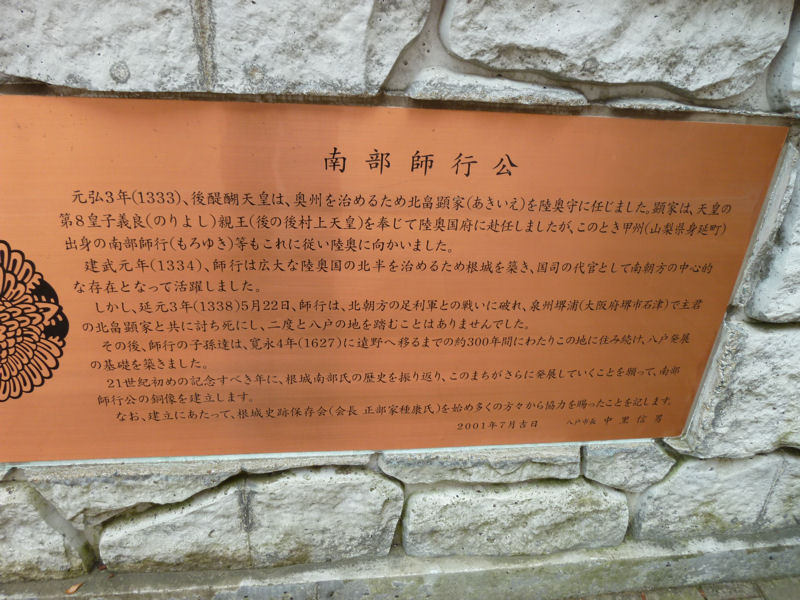 南部師行公
元弘3年(1333)、後醍醐天皇は、奥州を治めるため北畠顕家(あきいえ)を陸奥守に任じました。顕家は、天皇の
第8皇子義良(のりよし)親王(後の後村上天皇)を奉じて陸奥国府に赴任しましたが、このとき甲州(山梨県身延町)
出身の南部師行(もろゆき)等もこれに従い陸奥に向かいました。
建武元年(1334)、師行は広大な陸奥国の北半を治めるため根城を築き、国司の代官として南朝方の中心的
な存在となって活躍しました。
しかし、延元3年(1338)5月22日、師行は、北朝方の足利軍との戦いに破れ、泉州堺浦(大阪府堺市石津)で主君
の北畠顕家と共に討ち死にし、二度と八戸の地を踏むことはありませんでした。
その後、師行の子孫達は、寛永4年(1627)に遠野へ移るまでの約300年間にわたりこの地に住み続け、八戸発展
の基礎を築きました。
21世紀初めの記念すべき年に、根城南部氏の歴史を振り返り、このまちがさらに発展していくことを願って、南部
師行公の銅像を建立します。
なお、建立にあたって、根城史跡保存会(会長 正部家種康氏)を始め多くの方々から協力を賜ったことを記します。
2001年7月吉日 八戸市長 中里信男